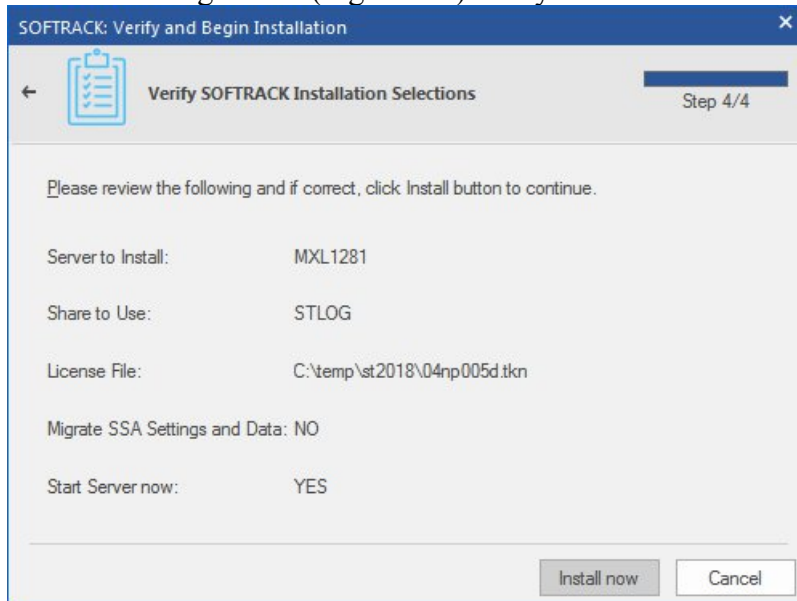 SOFTRACK: Verify and Begin Installation
Verify SOFTRACK Installation Selections
Step 4/4
Please review the following and if correct, click Install button to continue.
Server to Install: MXL1281
Share to Use: STLOG
License File: C:\temp\st2018\04np005d.tkn
Migrate SSA Settings and Data: NO
Start Server now: YES
Install now Cancel